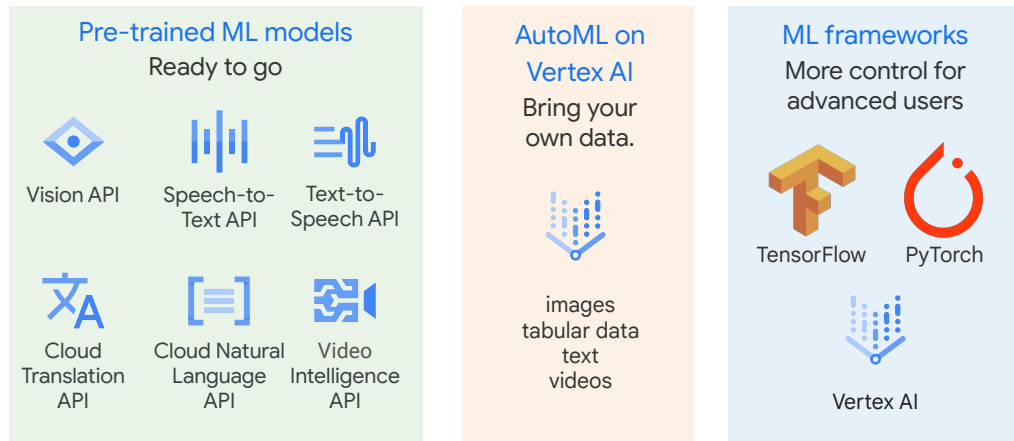 Pre-trained ML models
Ready to go
Vision API
Speech-to-
Text API
Text-to-
Speech API
Cloud
Translation
API
Cloud Natural
Language
API
Video
Intelligence
API
AutoML on
Vertex AI
Bring your
own data.
images
tabular data
text
videos
ML frameworks
More control for
advanced users
TensorFlow
PyTorch
Vertex AI